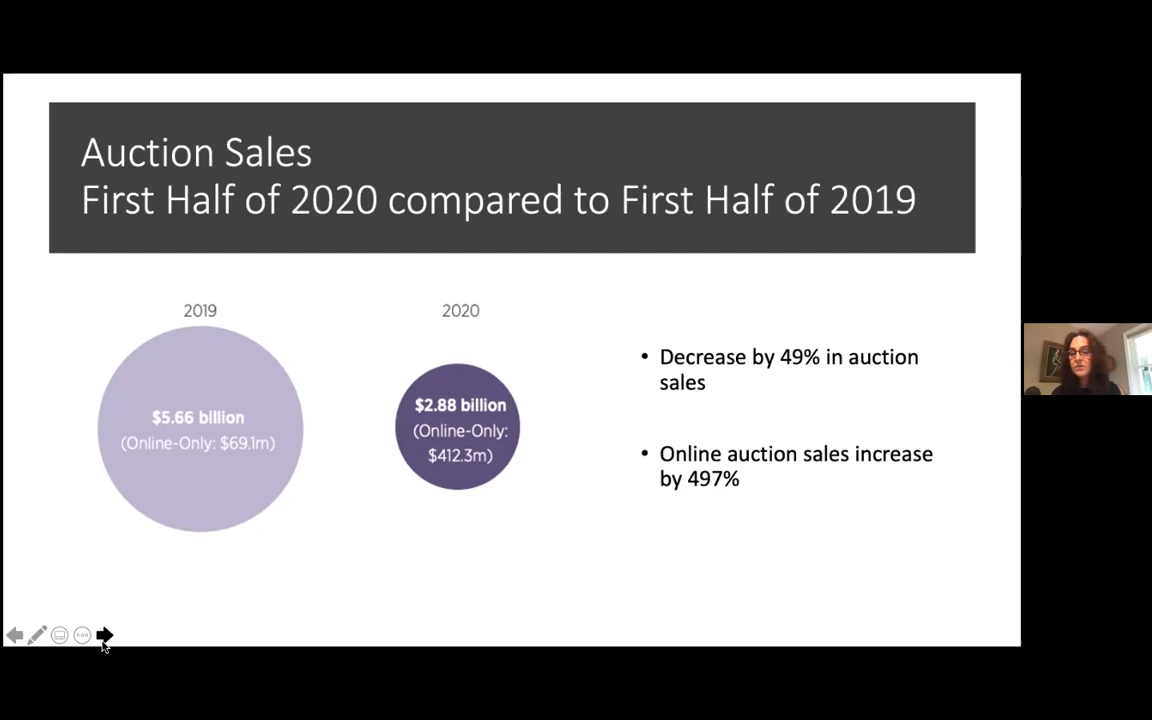 Auction Sales
First Half of 2020 compared to First Half of 2019
2019
$5.66 billion
(Online-Only: $69.1m)
2020
$2.88 billion
(Online-Only:
$412.3m)
• Decrease by 49% in auction
sales
• Online auction sales increase
by 497%